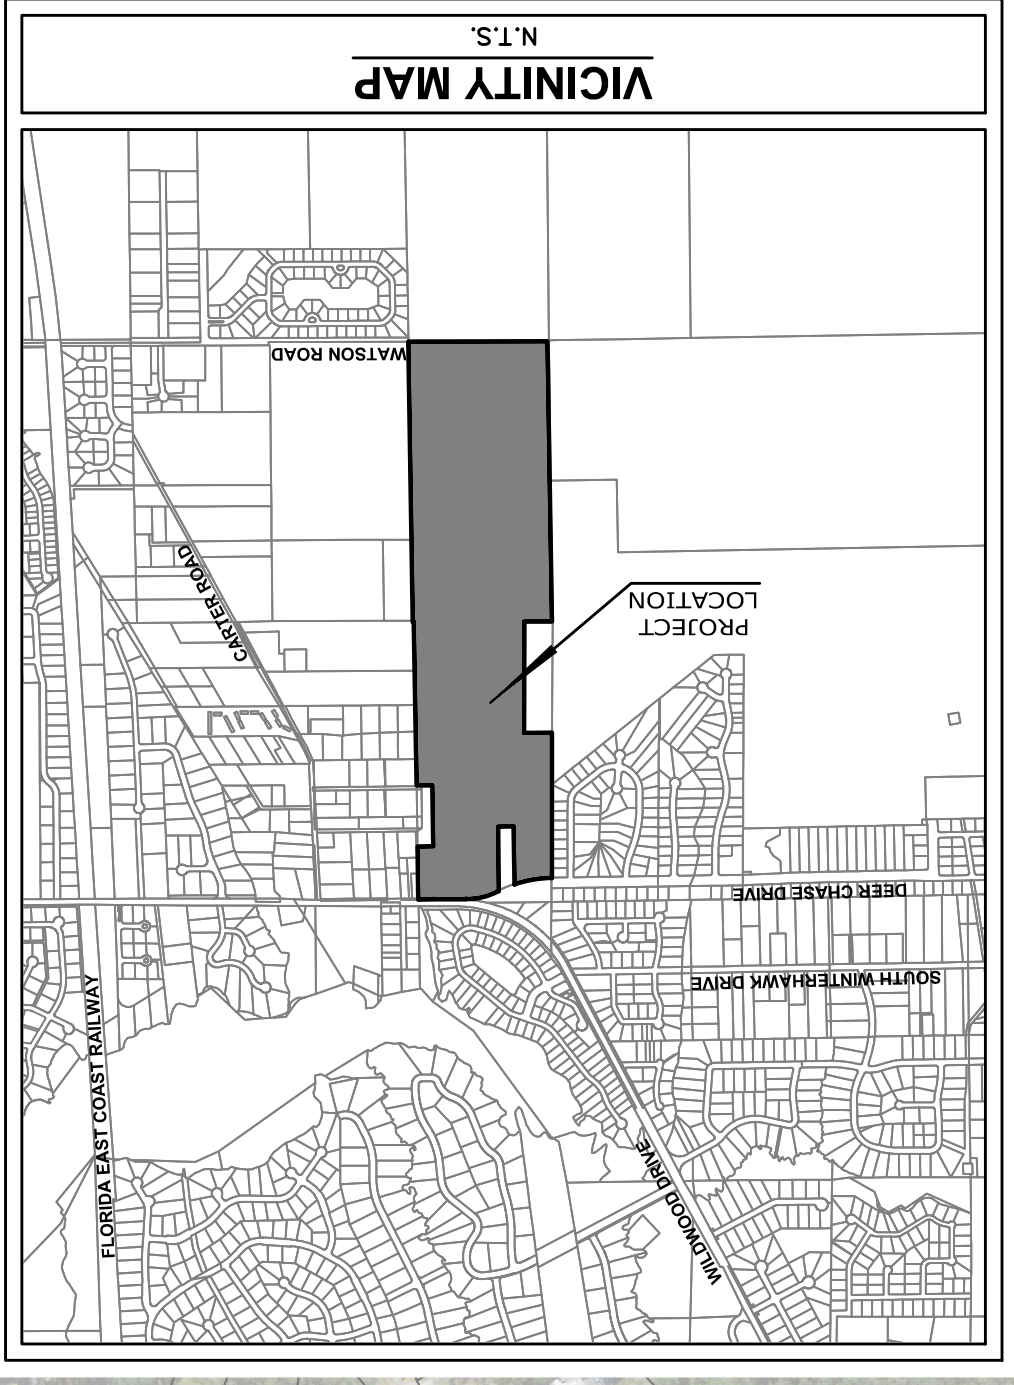 VICINITY MAP
N.T.S.
WILDWOOD DRIVE
FLORIDA EAST COAST RAILWAY
SOUTH WINTERHAWK DRIVE
DEER CHASE DRIVE
PROJECT
LOCATION
CARTER ROAD
WATSON ROAD